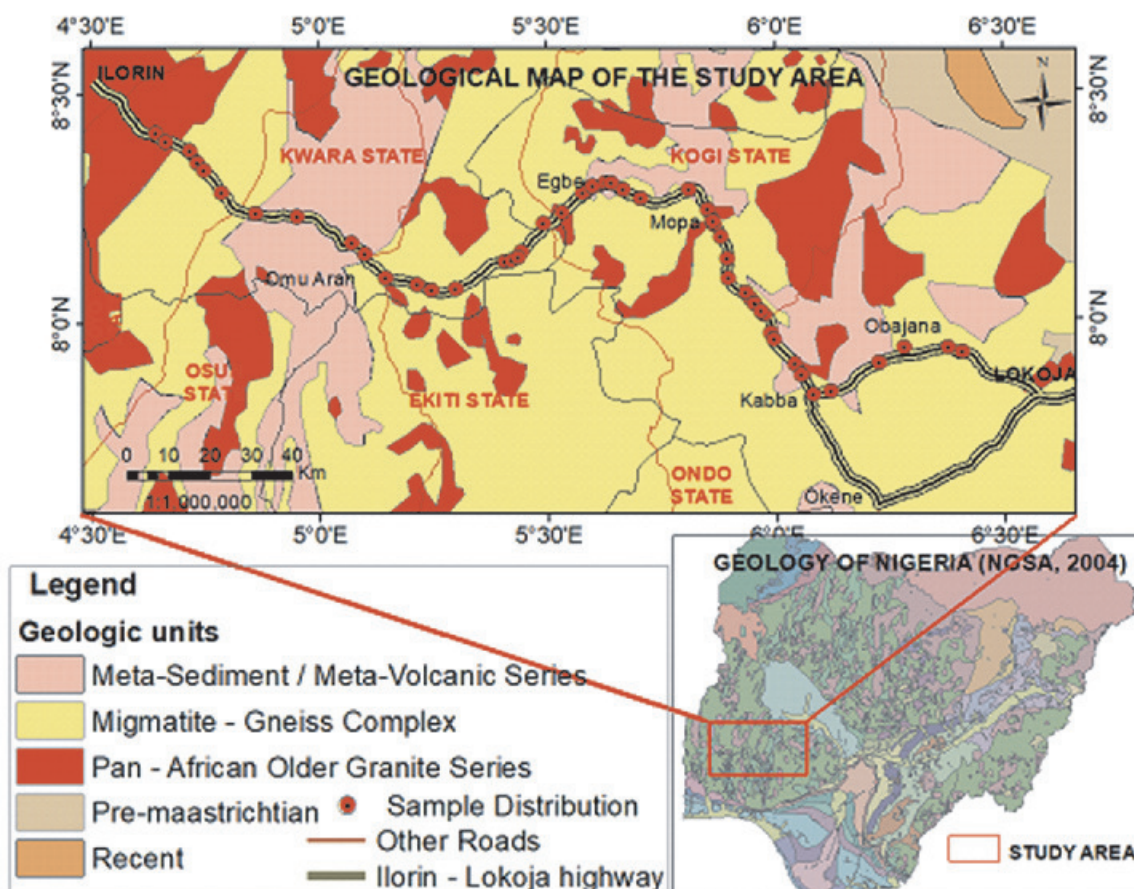 4°30'E 5°0'E 5°30'E 6°0'E 6°30'E
ILORIN
GEOLOGICAL MAP OF THE STUDY AREA
N
8°30'N 8°30'N
KWARA STATE
KOGI STATE
Egbe
Mopa
Omu Aran
8°0'N 8°0'N
Obajana
OSU
STAT
EKITI STATE
Kabba
LOKOJA
0 10 20 30 40
Km
1:1,000,000
ONDO
STATE
Okene
4°30'E 5°0'E 5°30'E 6°0'E 6°30'E
Legend
Geologic units
Meta-Sediment / Meta-Volcanic Series
Migmatite - Gneiss Complex
Pan - African Older Granite Series
Pre-maastrichtian
Recent
Sample Distribution
Other Roads
Ilorin - Lokoja highway
GEOLOGY OF NIGERIA (NGSA, 2004)
STUDY AREA